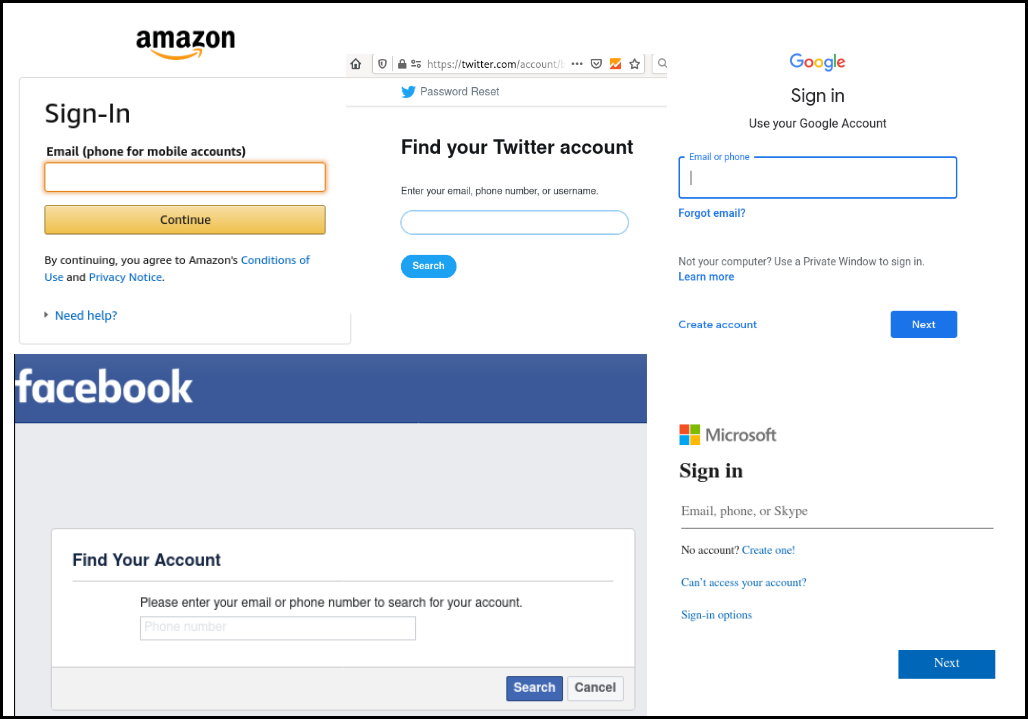 amazon
Sign-In
Email (phone for mobile accounts)
Continue
By continuing, you agree to Amazon's Conditions of
Use and Privacy Notice.
Need help?
https://twitter.com/account/
Password Reset
Find your Twitter account
Enter your email, phone number, or username.
Search
Google
Sign in
Use your Google Account
Email or phone
Forgot email?
Not your computer? Use a Private Window to sign in.
Learn more
Create account
Next
facebook
Find Your Account
Please enter your email or phone number to search for your account.
Phone number
Search
Cancel
Microsoft
Sign in
Email, phone, or Skype
No account? Create one!
Can't access your account?
Sign-in options
Next